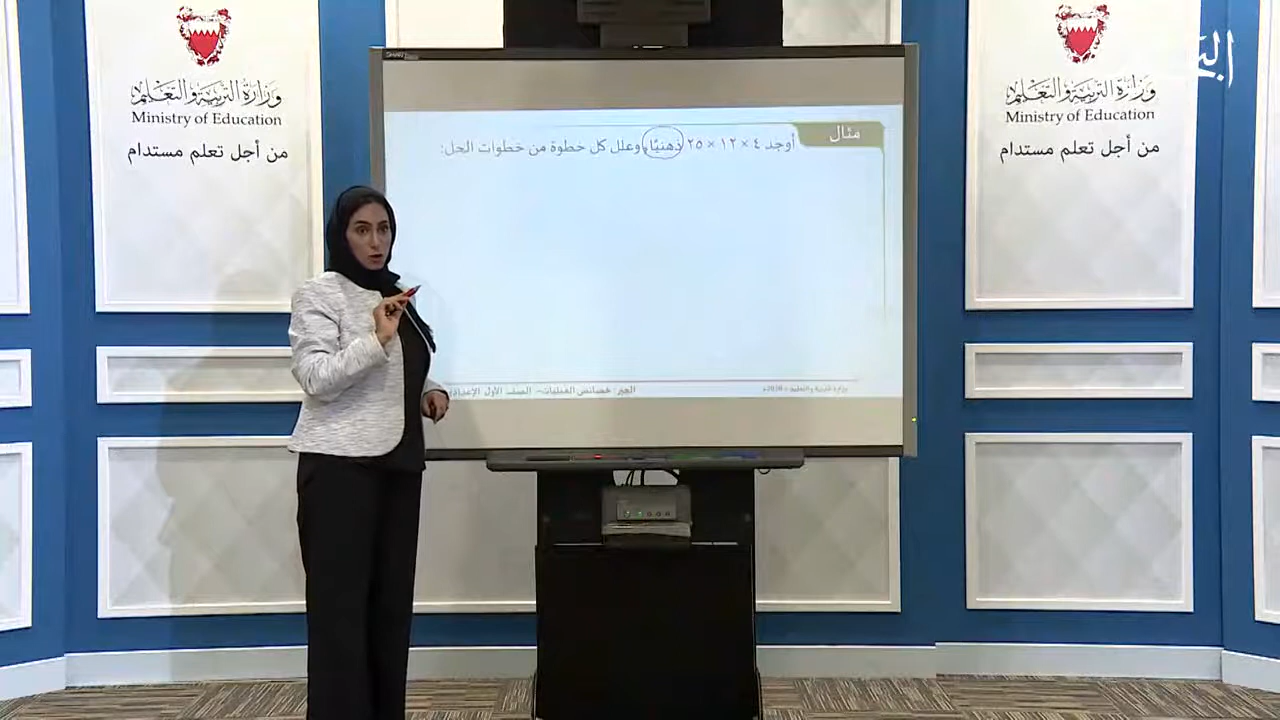 وزارة التربية والتعليم
Ministry of Education
من أجل تعلم مستدام
مثال
أوجد ٤ × ١٢ × ٢٥ ذهنيًا، وعلل كل خطوة من خطوات الحل:
الجبر: خصائص العمليات – الصف الأول الإعدادي
وزارة التربية والتعليم
Ministry of Education
من أجل تعلم مستدام